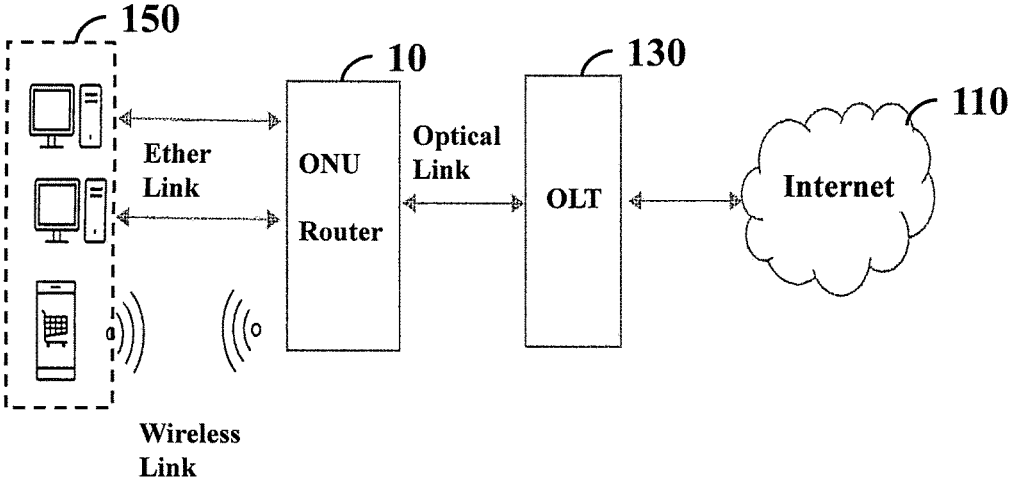 150
10
130
110
Ether
Link
ONU
Router
Optical
Link
OLT
Internet
Wireless
Link